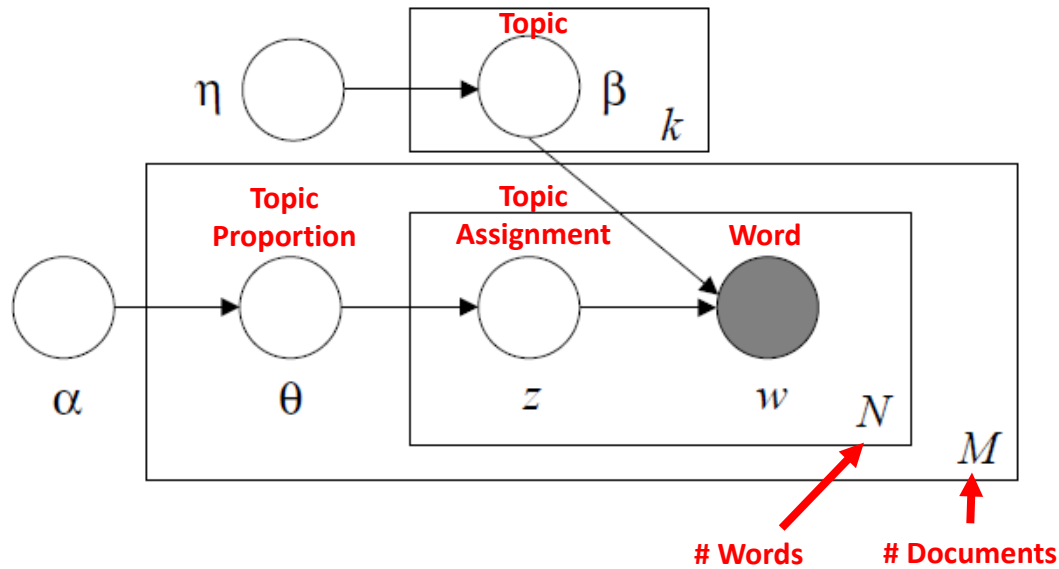 Topic
η
β
k
Topic
Proportion
Topic
Assignment
Word
α
θ
z
w
N
M
# Words
# Documents